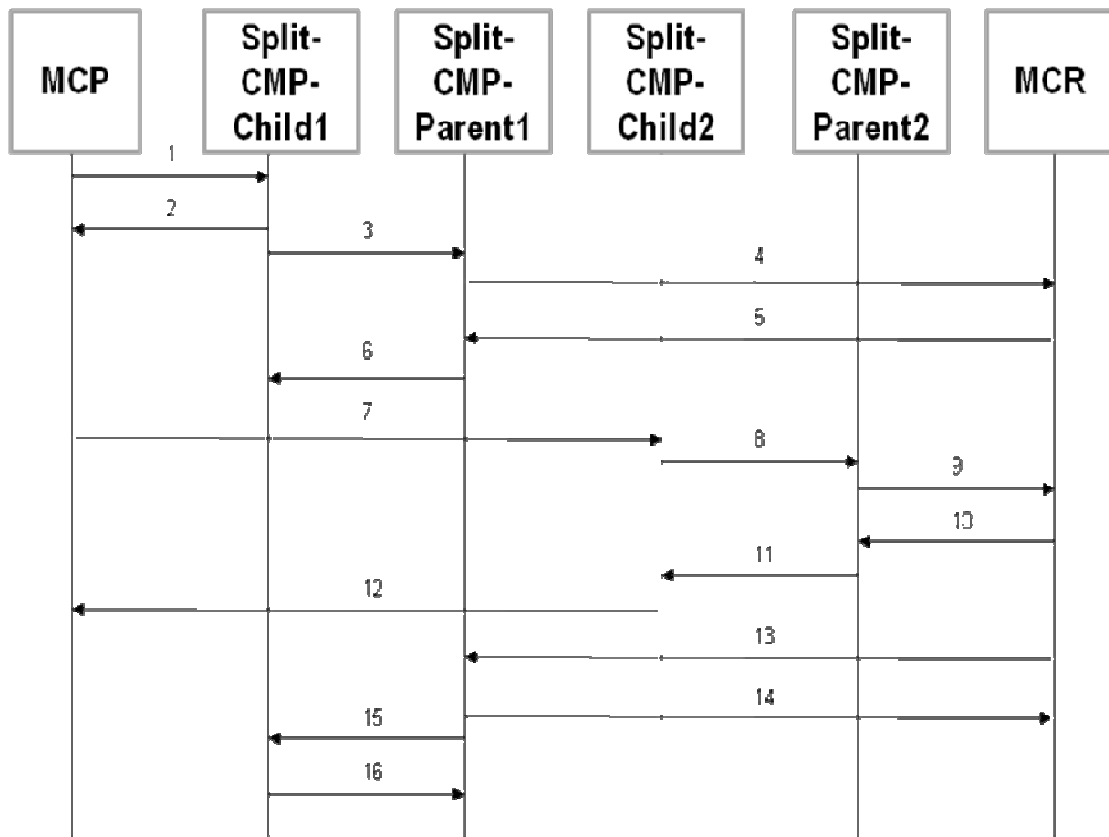 MCP
Split-
CMP-
Child1
Split-
CMP-
Parent1
Split-
CMP-
Child2
Split-
CMP-
Parent2
MCR
1
2
3
4
5
6
7
8
9
10
11
12
13
14
15
16